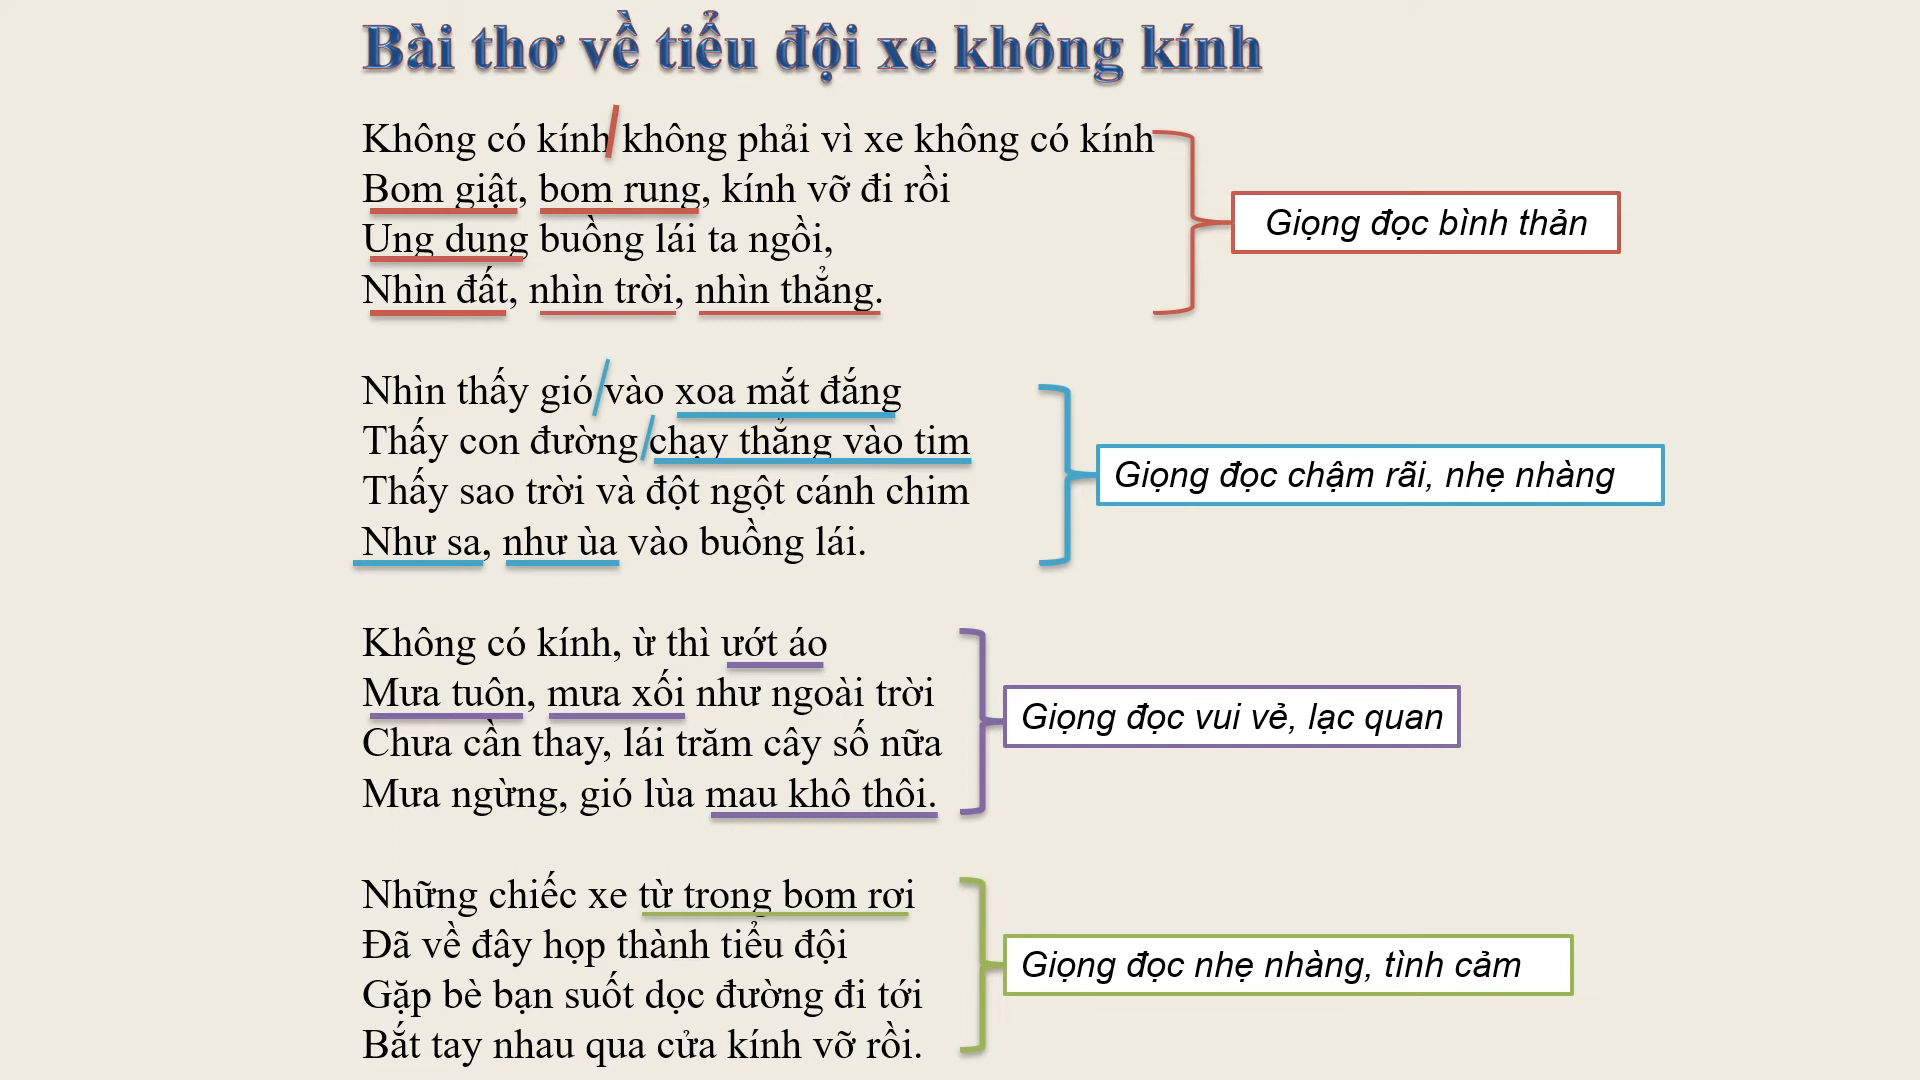 Bài thơ về tiểu đội xe không kính
Không có kính/ không phải vì xe không có kính
Bom giật, bom rung, kính vỡ đi rồi
Ung dung buồng lái ta ngồi,
Nhìn đất, nhìn trời, nhìn thẳng.
Giọng đọc bình thản
Nhìn thấy gió/vào xoa mắt đắng
Thấy con đường/chạy thẳng vào tim
Thấy sao trời và đột ngột cánh chim
Như sa, như ùa vào buồng lái.
Giọng đọc chậm rãi, nhẹ nhàng
Không có kính, ừ thì ướt áo
Mưa tuôn, mưa xối như ngoài trời
Chưa cần thay, lái trăm cây số nữa
Mưa ngừng, gió lùa mau khô thôi.
Giọng đọc vui vẻ, lạc quan
Những chiếc xe từ trong bom rơi
Đã về đây họp thành tiểu đội
Gặp bè bạn suốt dọc đường đi tới
Bắt tay nhau qua cửa kính vỡ rồi.
Giọng đọc nhẹ nhàng, tình cảm